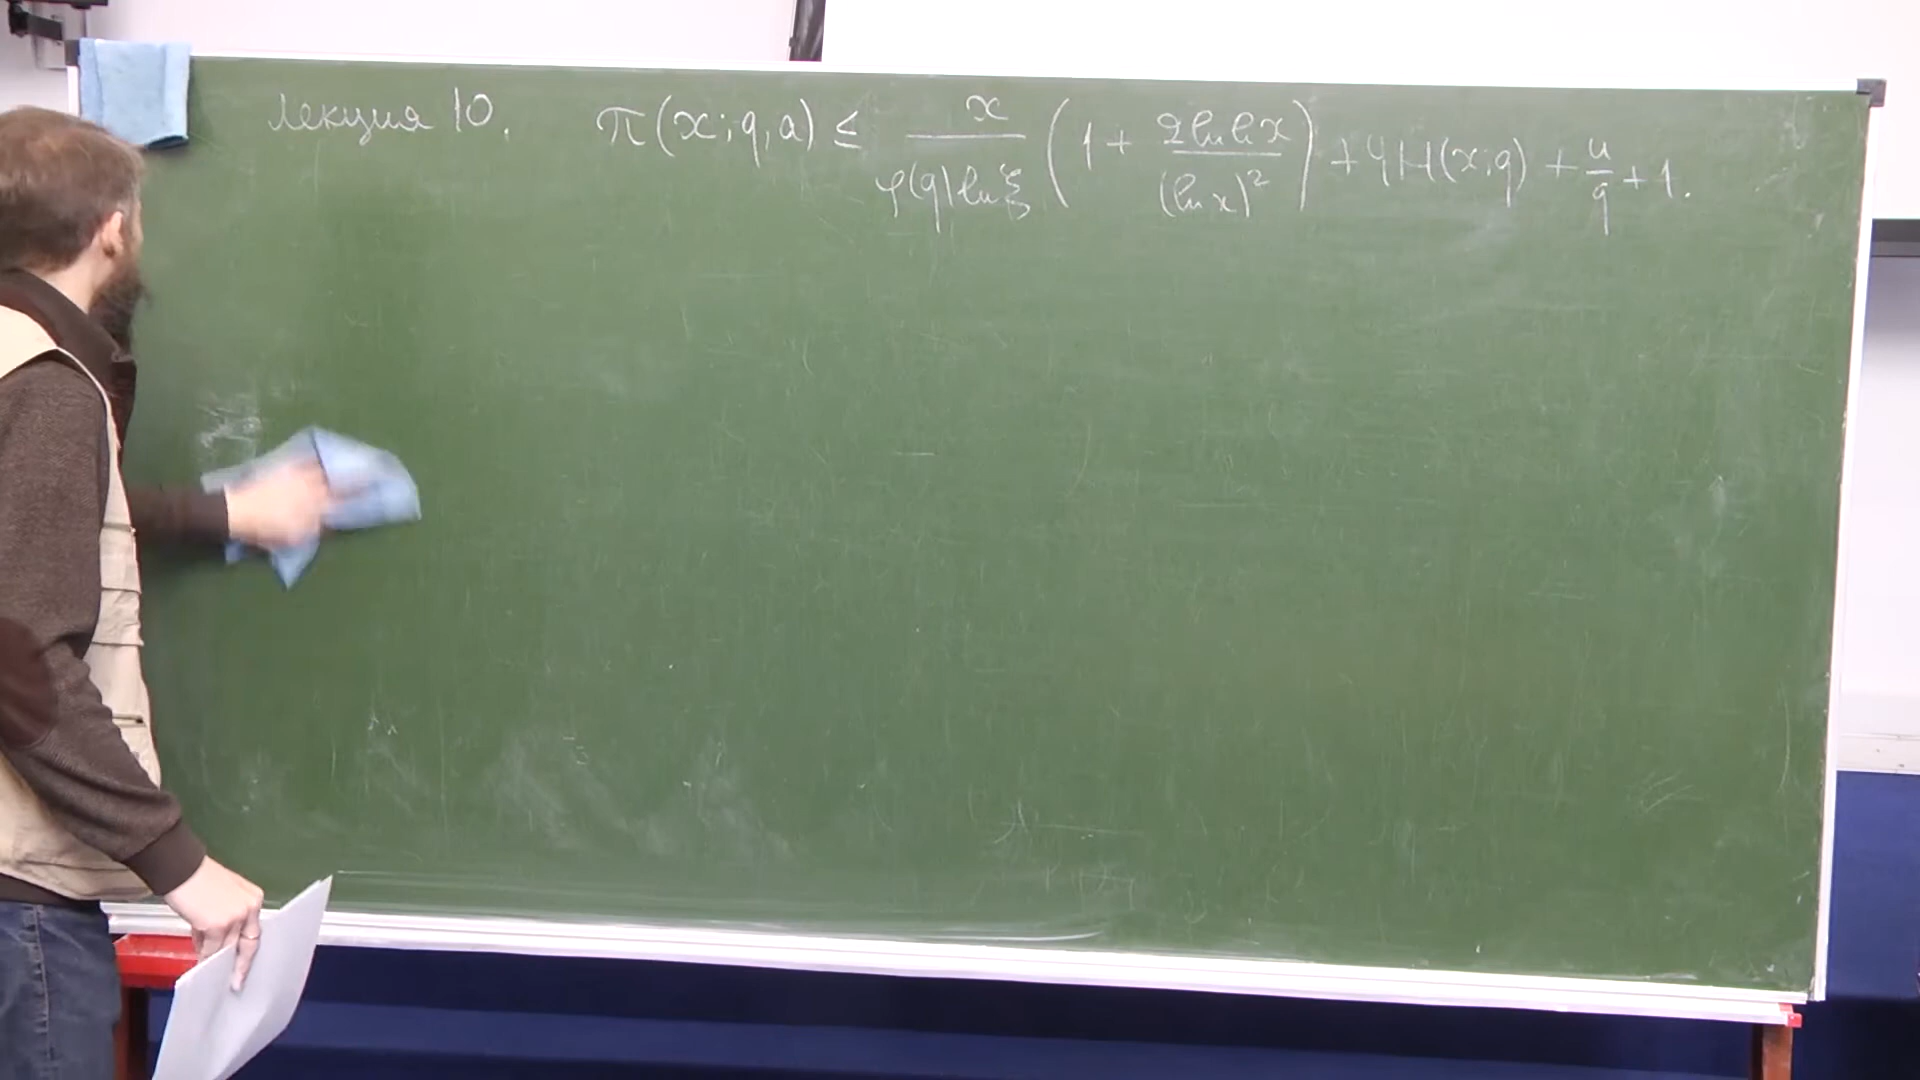 Лекция 10. π(x; q, a) ≤ x / (φ(q) ln ξ) (1 + 2 ln ln x / (ln x)²) + 4H(x; q) + u/q + 1.